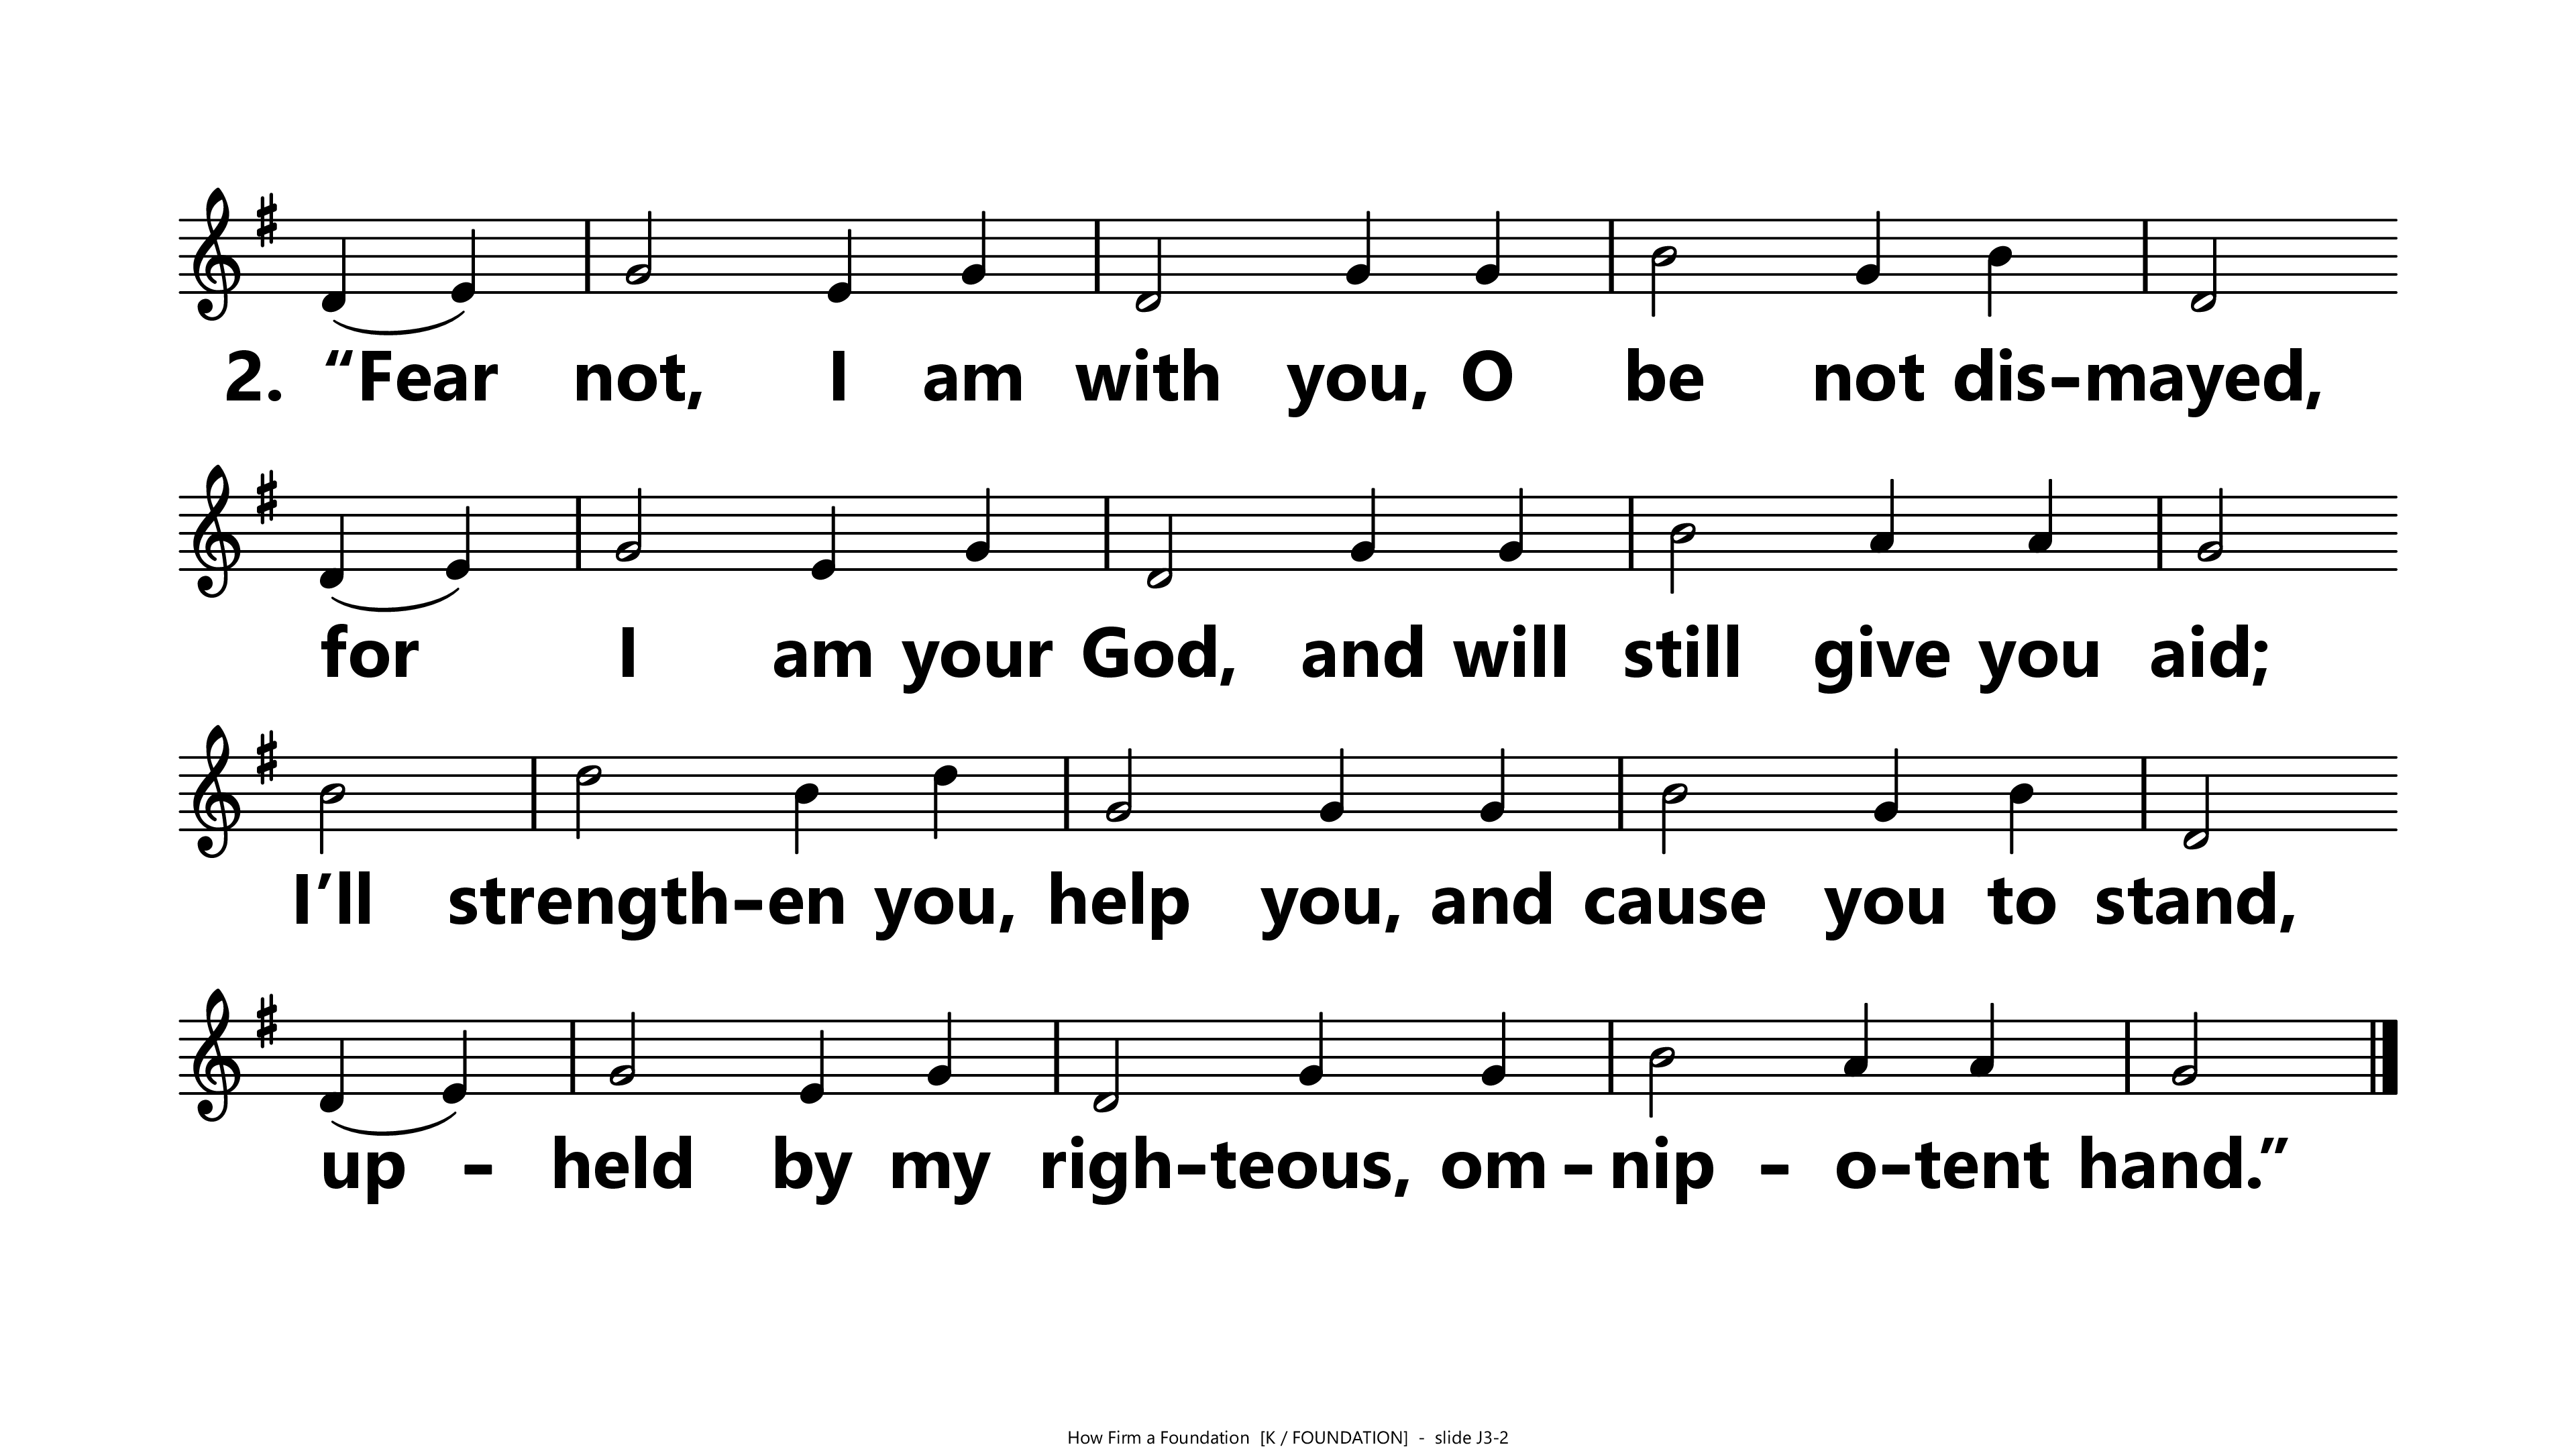 2. “Fear not, I am with you, O be not dis-mayed,
for I am your God, and will still give you aid;
I’ll strength-en you, help you, and cause you to stand,
up - held by my righ-teous, om - nip - o-tent hand.”
How Firm a Foundation [K / FOUNDATION] - slide J3-2